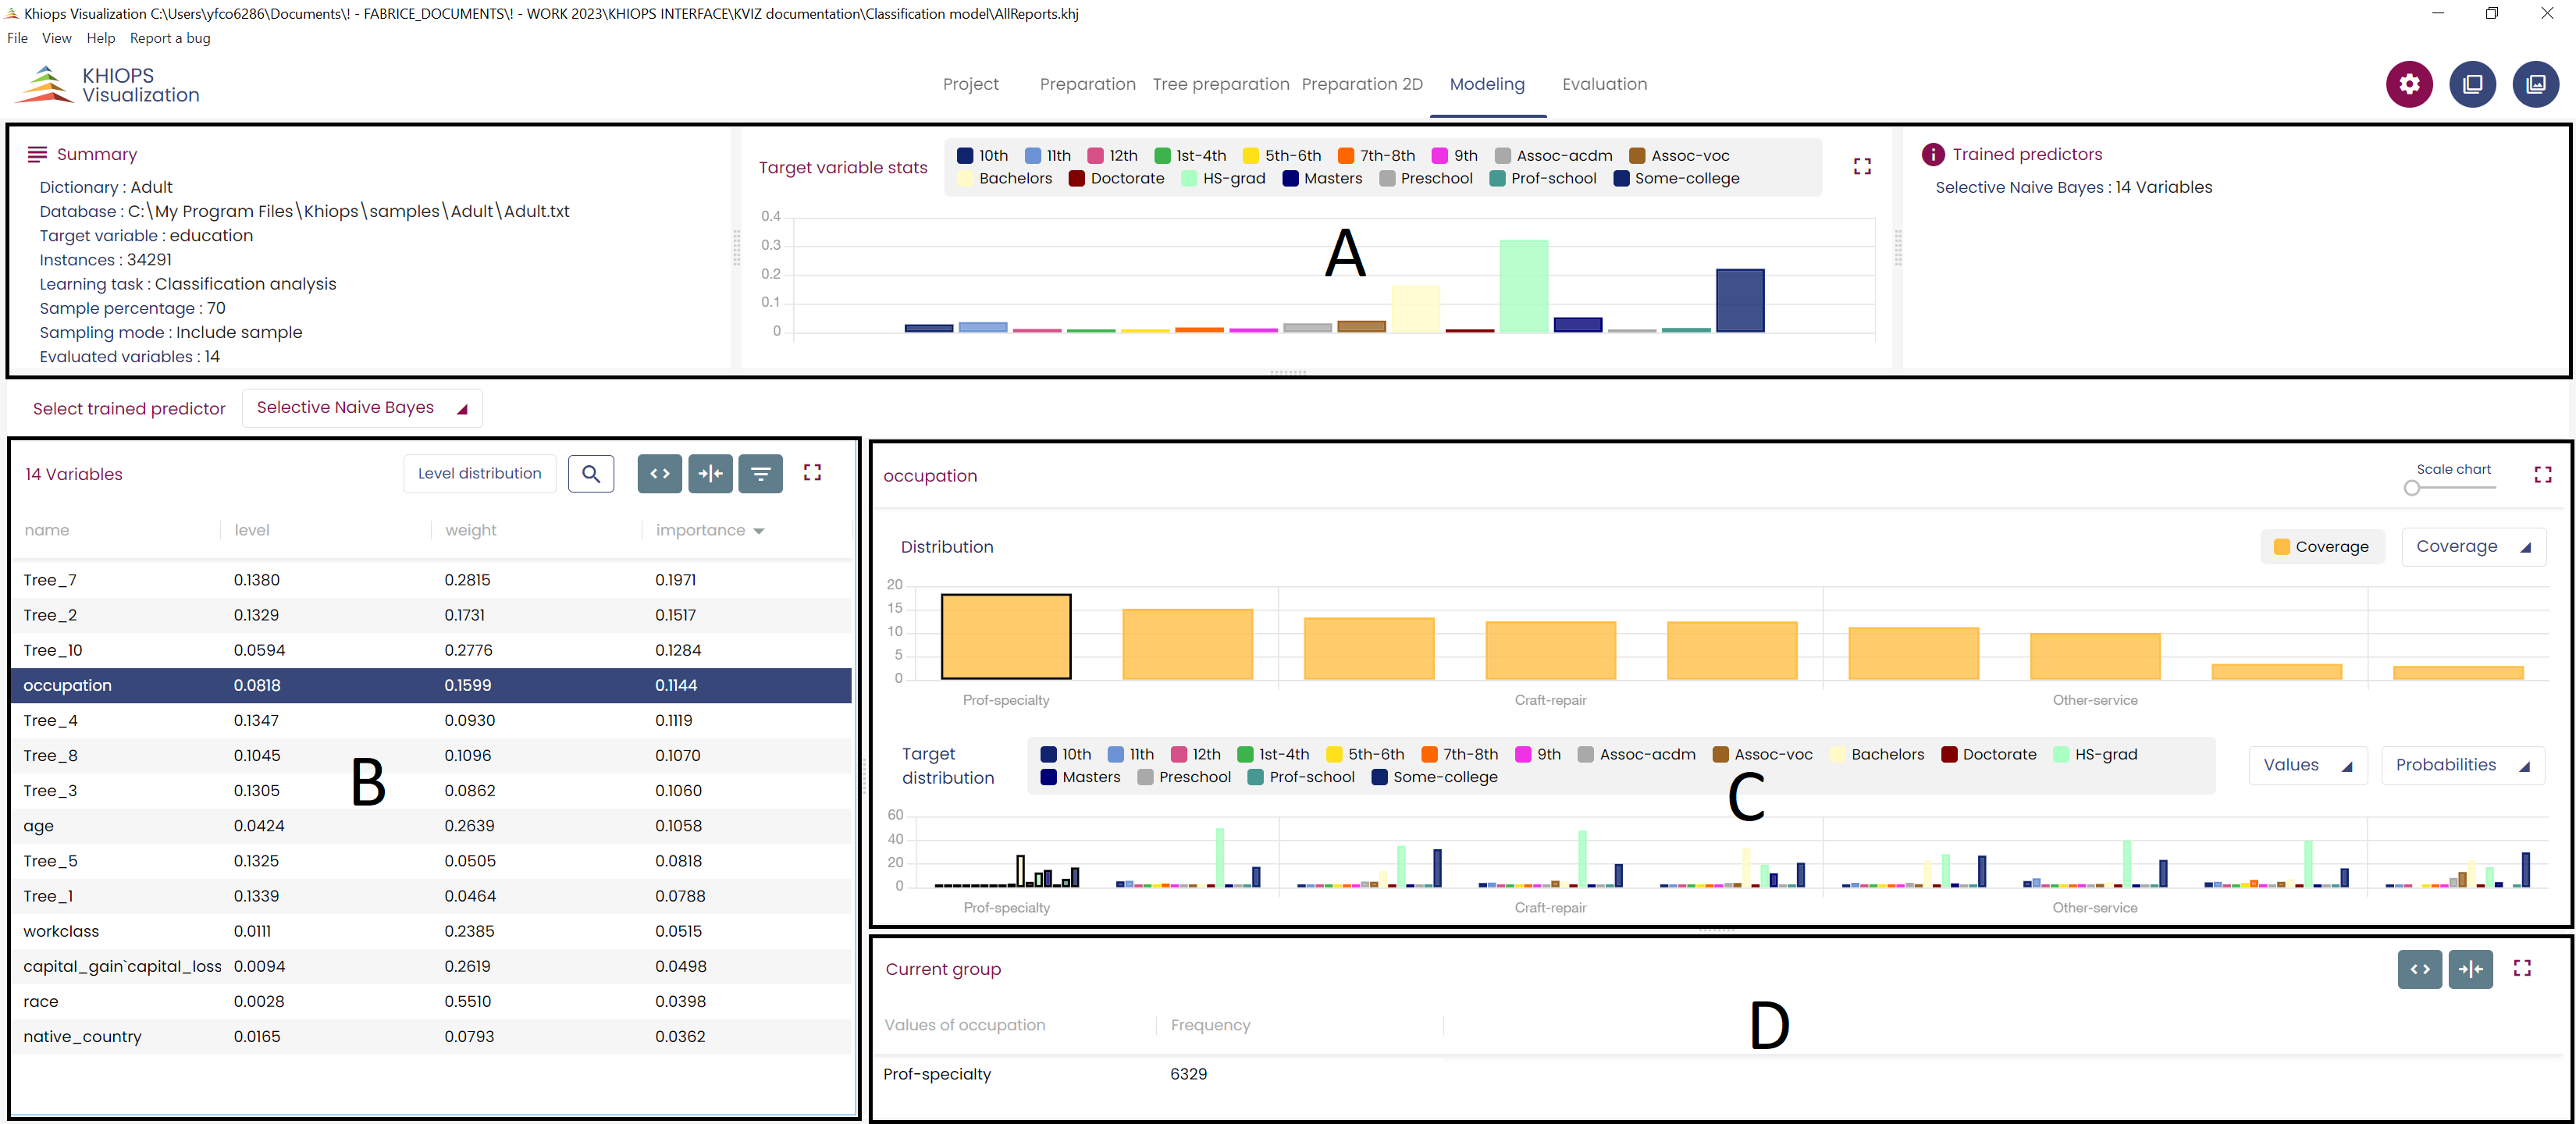 Khiops Visualization C:\Users\yfco6286\Documents\! - FABRICE_DOCUMENTS\! - WORK 2023\KHIOPS INTERFACE\KVIZ documentation\Classification model\AllReports.khj
File View Help Report a bug
KHIOPS
Visualization
Project Preparation Tree preparation Preparation 2D Modeling Evaluation
Summary
Dictionary : Adult
Database : C:\My Program Files\Khiops\samples\Adult\Adult.txt
Target variable : education
Instances : 34291
Learning task : Classification analysis
Sample percentage : 70
Sampling mode : Include sample
Evaluated variables : 14
Target variable stats
10th 11th 12th 1st-4th 5th-6th 7th-8th 9th Assoc-acdm Assoc-voc
Bachelors Doctorate HS-grad Masters Preschool Prof-school Some-college
0.4
0.3
0.2
0.1
0
A
Trained predictors
Selective Naive Bayes : 14 Variables
Select trained predictor Selective Naive Bayes
14 Variables Level distribution
name level weight importance
Tree_7 0.1380 0.2815 0.1971
Tree_2 0.1329 0.1731 0.1517
Tree_10 0.0594 0.2776 0.1284
occupation 0.0818 0.1599 0.1144
Tree_4 0.1347 0.0930 0.1119
Tree_8 0.1045 0.1096 0.1070
Tree_3 0.1305 0.0862 0.1060
age 0.0424 0.2639 0.1058
Tree_5 0.1325 0.0505 0.0818
Tree_1 0.1339 0.0464 0.0788
workclass 0.0111 0.2385 0.0515
capital_gain`capital_loss 0.0094 0.2619 0.0498
race 0.0028 0.5510 0.0398
native_country 0.0165 0.0793 0.0362
B
occupation Scale chart
Distribution Coverage Coverage
20
15
10
5
0
Prof-specialty Craft-repair Other-service
Target
distribution
10th 11th 12th 1st-4th 5th-6th 7th-8th 9th Assoc-acdm Assoc-voc Bachelors Doctorate HS-grad
Masters Preschool Prof-school Some-college
Values Probabilities
C
60
40
20
0
Prof-specialty Craft-repair Other-service
Current group
Values of occupation Frequency
D
Prof-specialty 6329